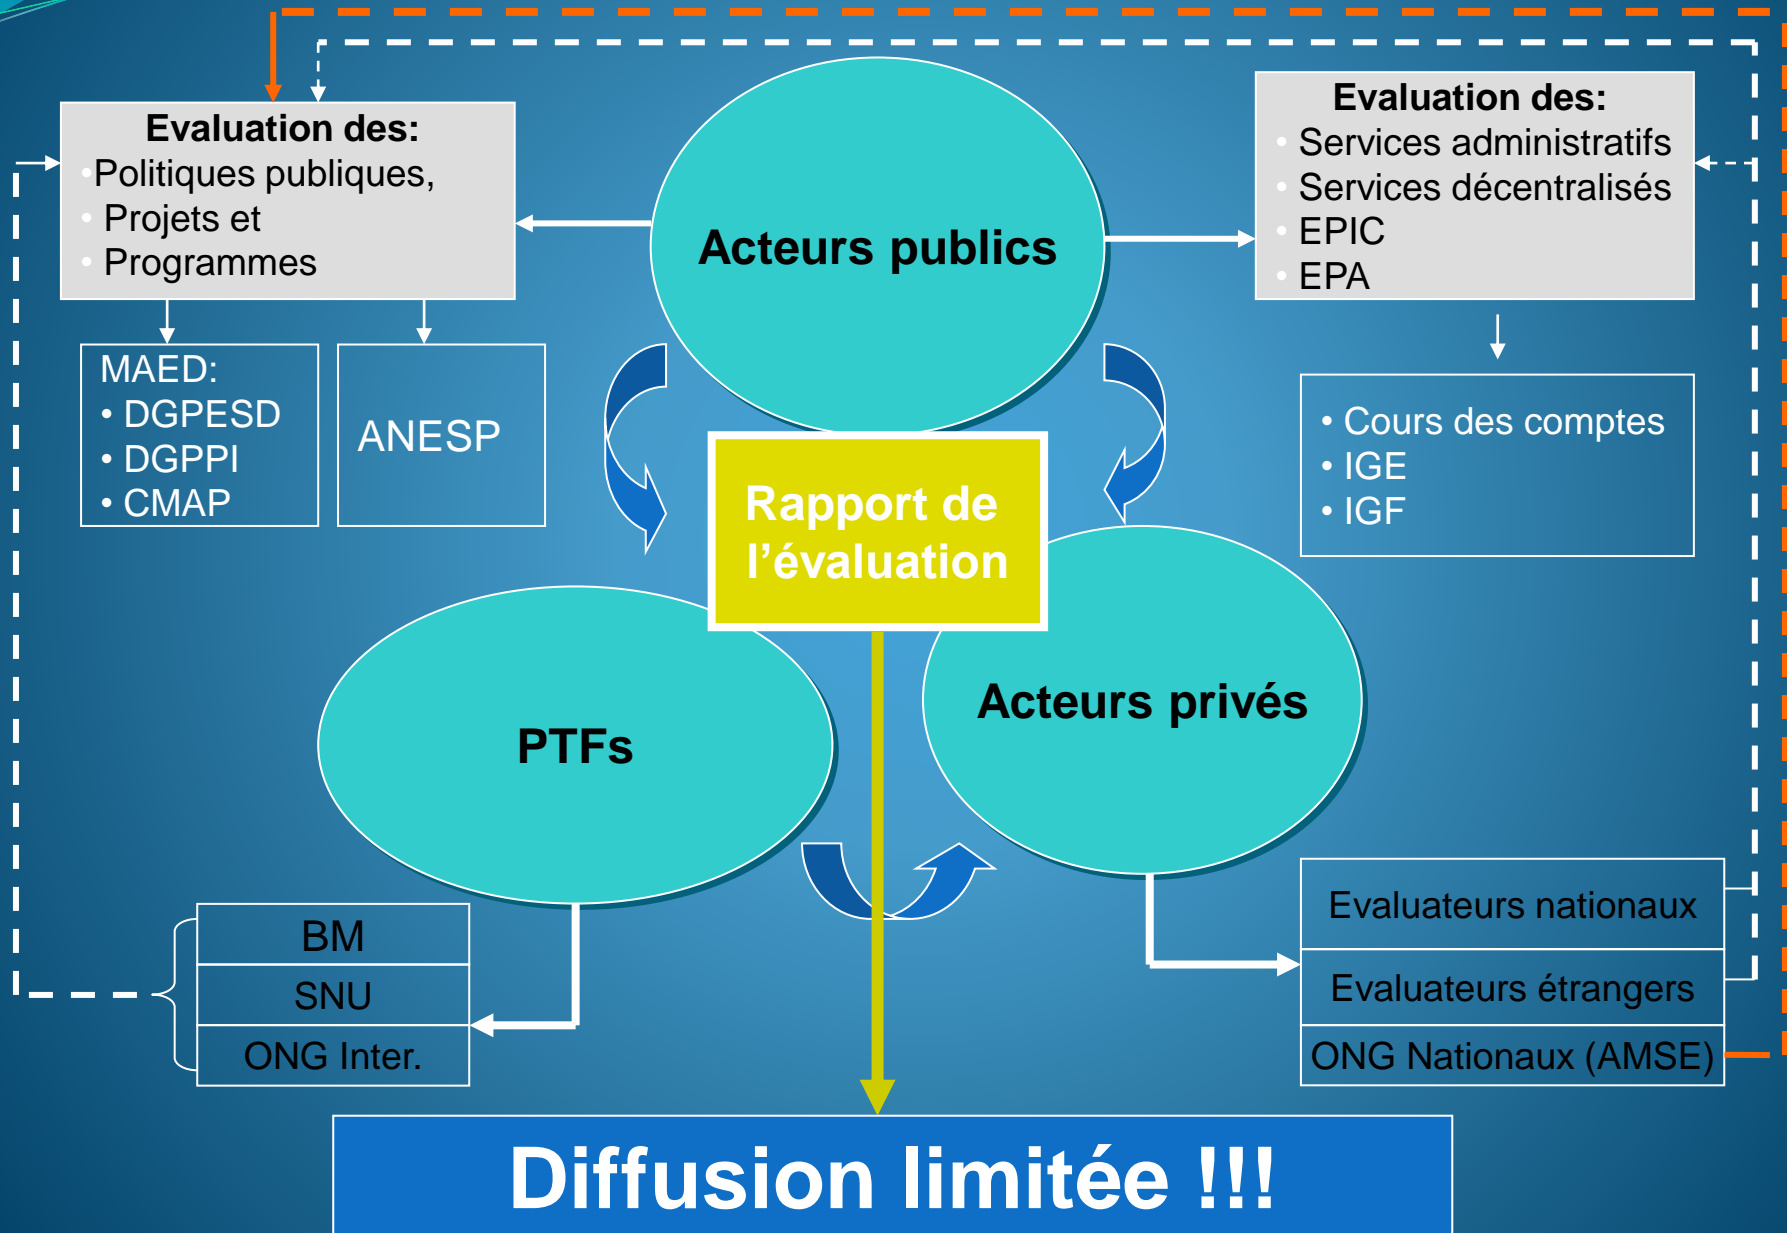 Evaluation des:
•Politiques publiques,
• Projets et
• Programmes
Acteurs publics
Evaluation des:
• Services administratifs
• Services décentralisés
• EPIC
• EPA
MAED:
• DGPESD
• DGPPI
• CMAP
ANESP
• Cours des comptes
• IGE
• IGF
Rapport de
l’évaluation
PTFs
Acteurs privés
BM
SNU
ONG Inter.
Evaluateurs nationaux
Evaluateurs étrangers
ONG Nationaux (AMSE)
Diffusion limitée !!!